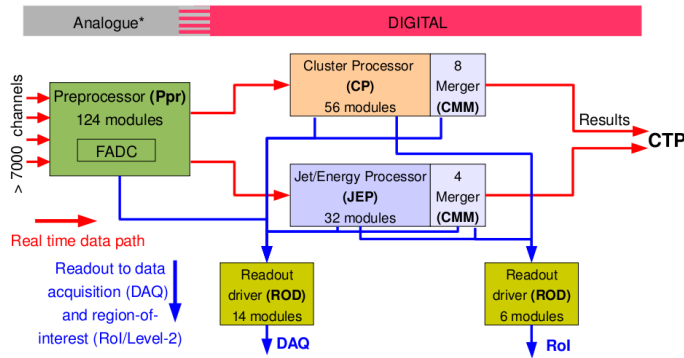 Analogue*
DIGITAL
> 7000 channels
Preprocessor (Ppr)
124 modules
FADC
Cluster Processor
(CP)
56 modules
8
Merger
(CMM)
Jet/Energy Processor
(JEP)
32 modules
4
Merger
(CMM)
Results
CTP
Real time data path
Readout to data
acquisition (DAQ)
and region-of-
interest (RoI/Level-2)
Readout
driver (ROD)
14 modules
DAQ
Readout
driver (ROD)
6 modules
RoI